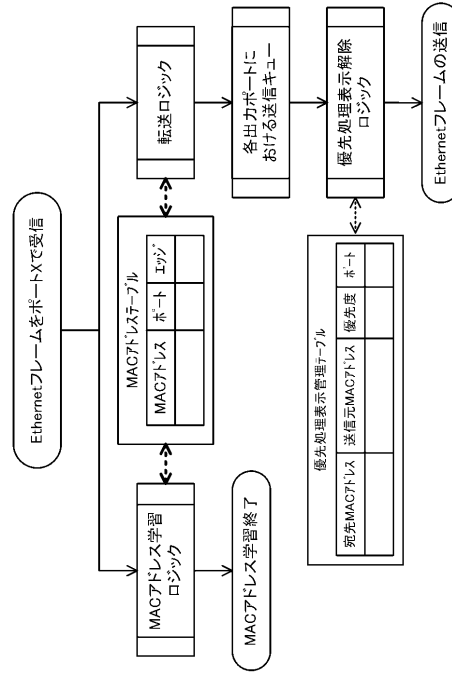 EthernetフレームをポートXで受信
MACアドレス学習
ロジック
MACアドレステーブル
MACアドレス
ポート
エッジ
転送ロジック
MACアドレス学習終了
各出力ポートに
おける送信キュー
優先処理表示管理テーブル
宛先MACアドレス
送信元MACアドレス
優先度
ポート
優先処理表示解除
ロジック
Ethernetフレームの送信